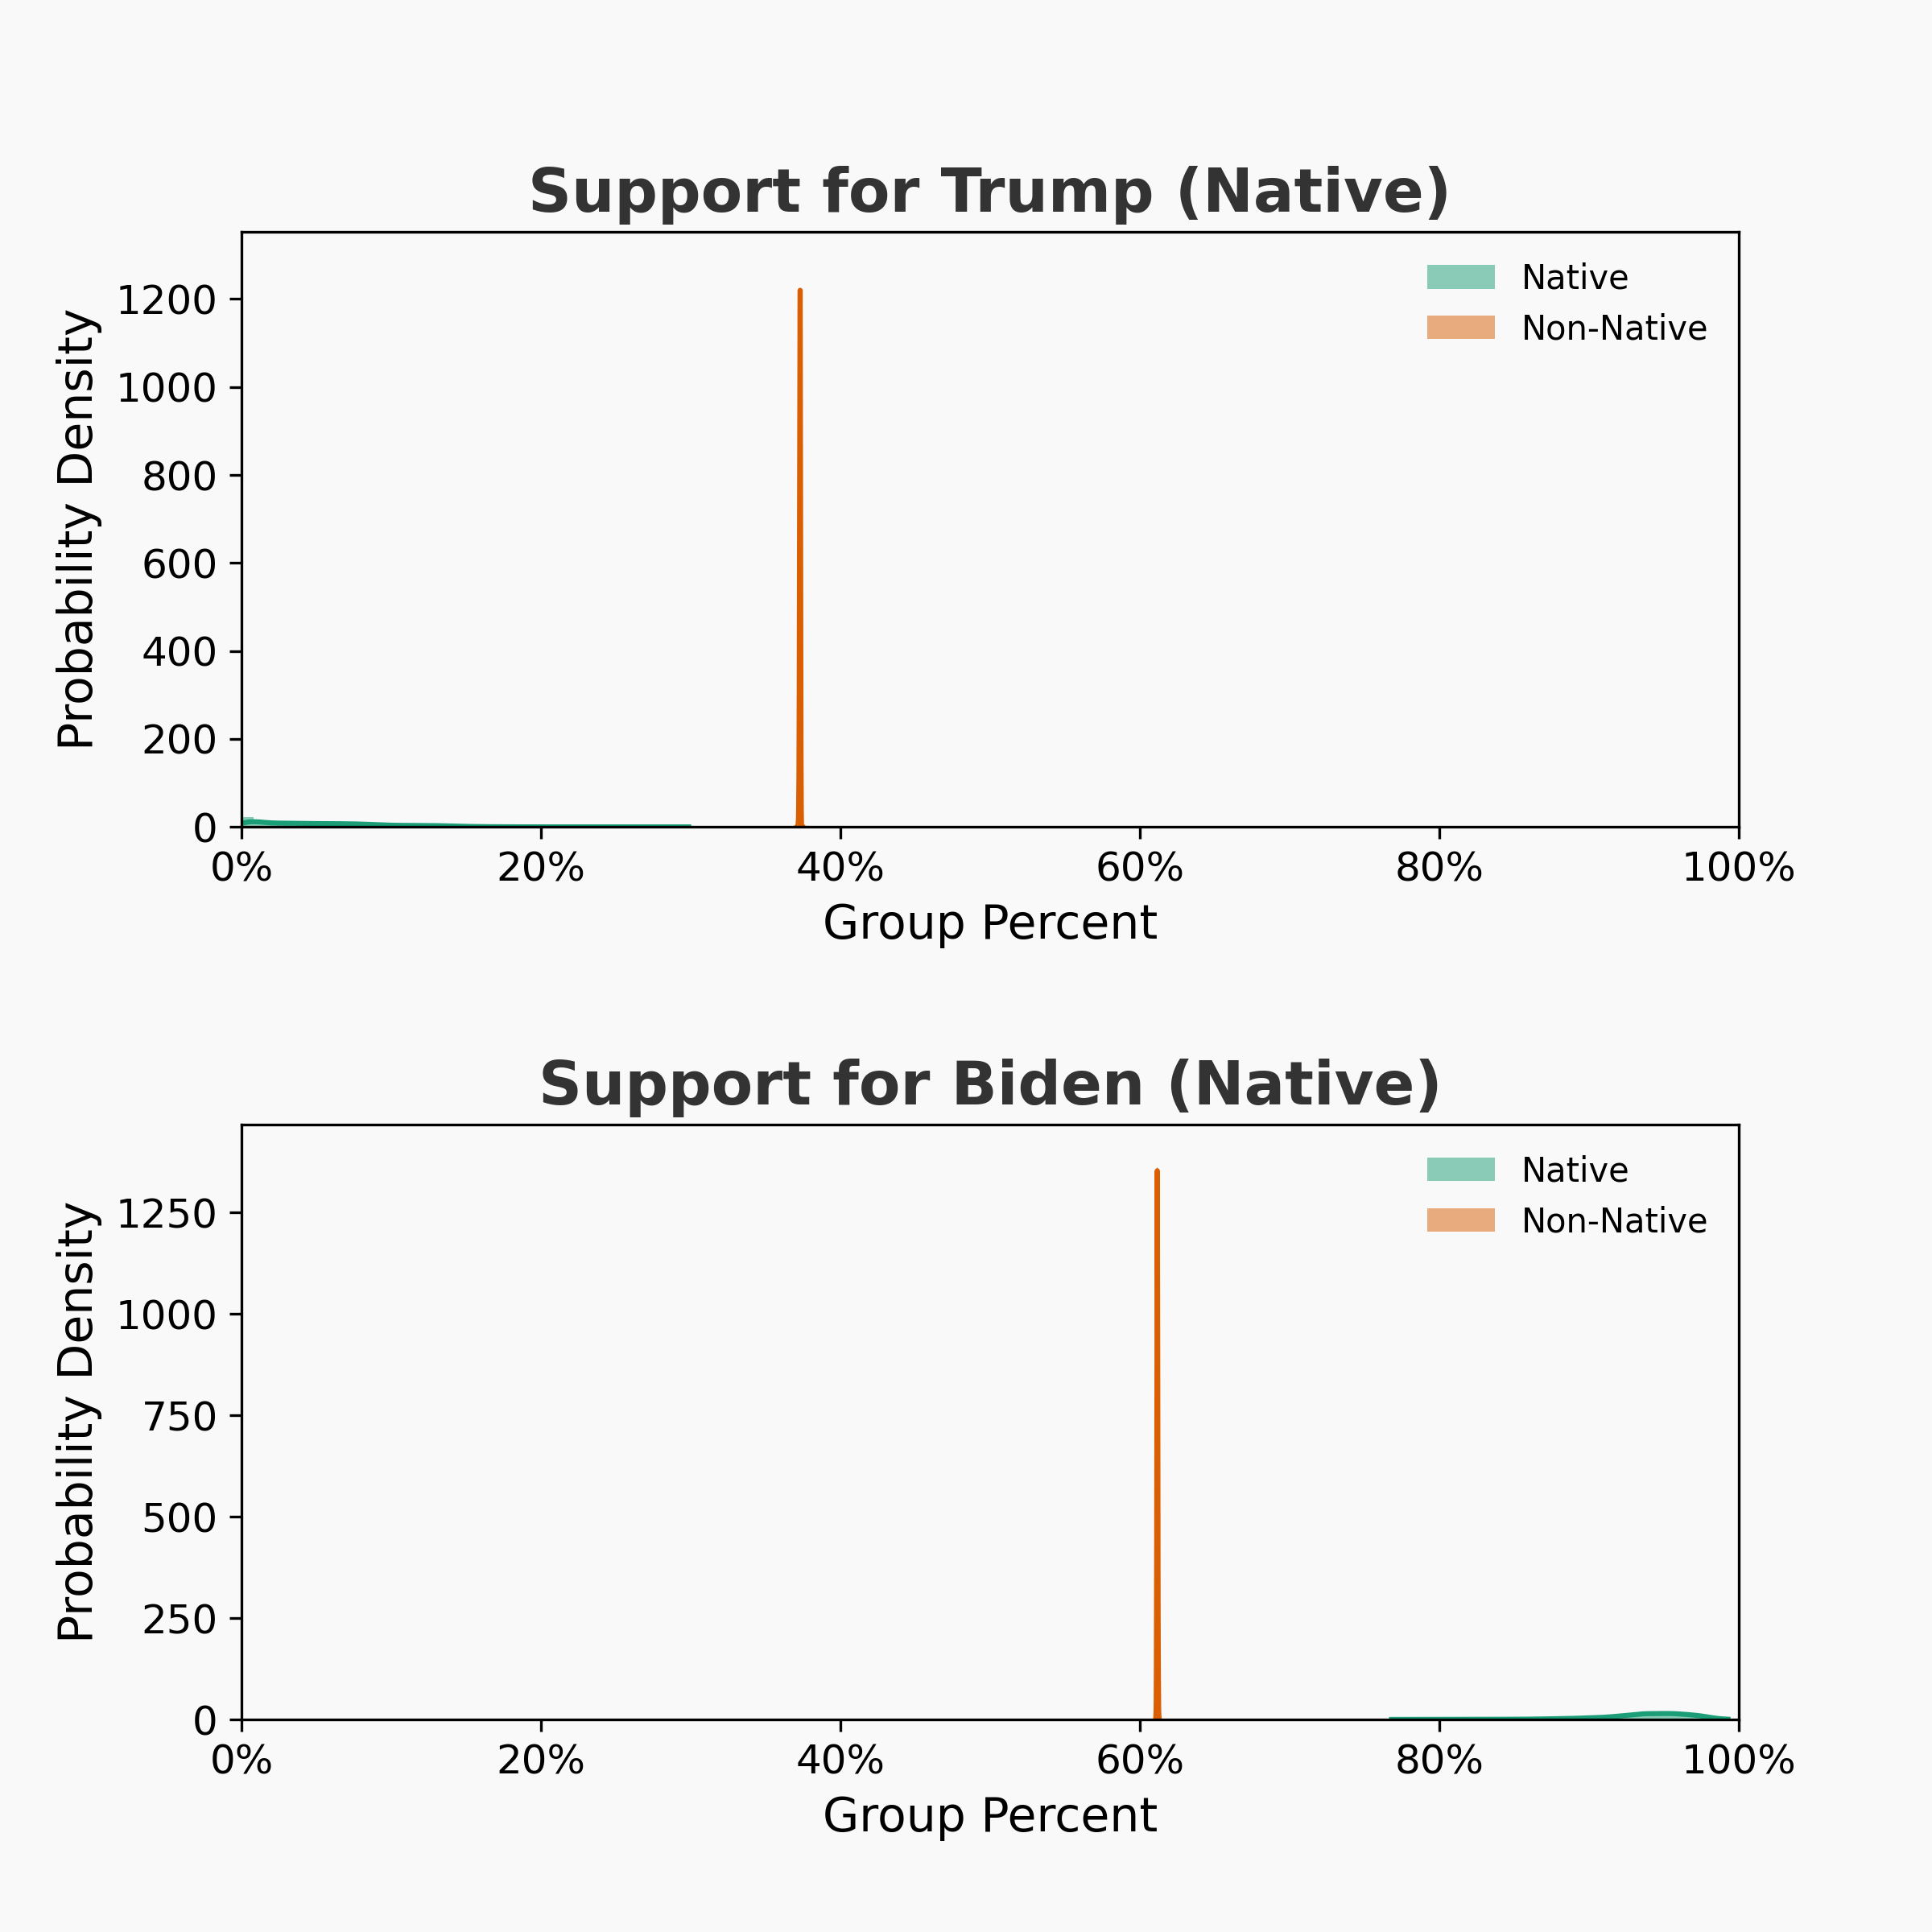 Support for Trump (Native)
Native
Non-Native
Probability Density
1200
1000
800
600
400
200
0
0% 20% 40% 60% 80% 100%
Group Percent
Support for Biden (Native)
Native
Non-Native
Probability Density
1250
1000
750
500
250
0
0% 20% 40% 60% 80% 100%
Group Percent